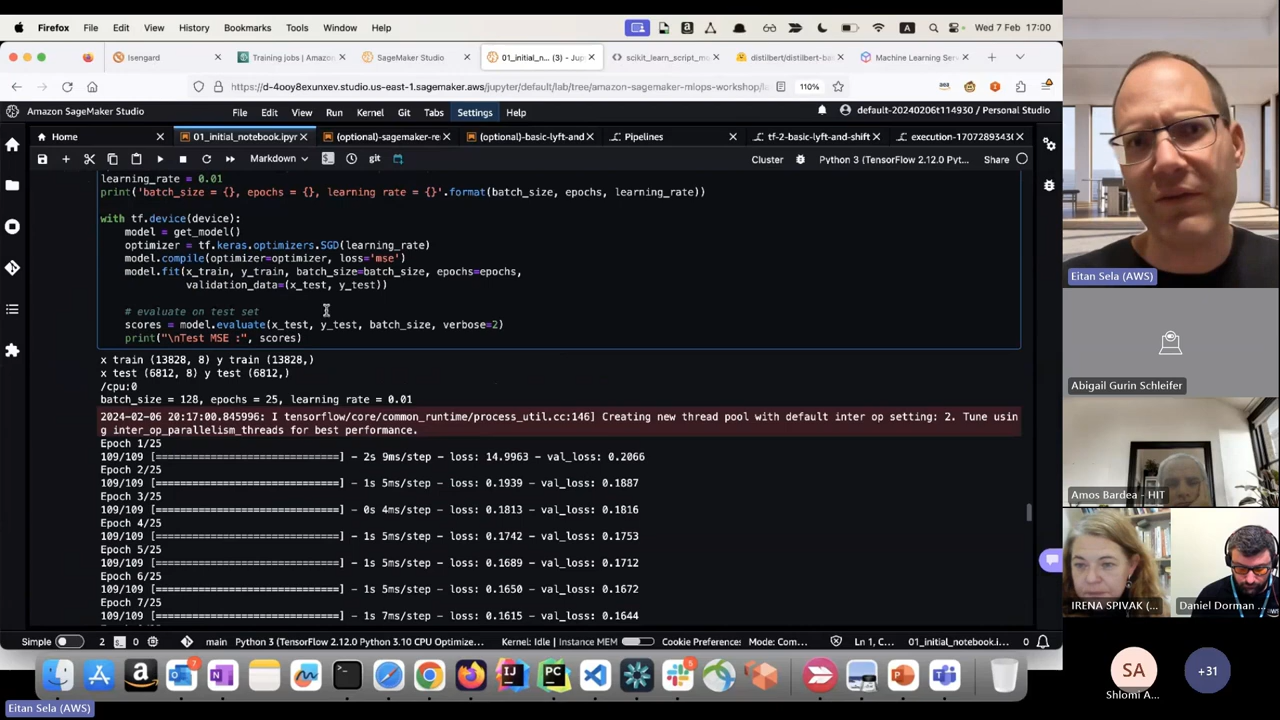 Firefox File Edit View History Bookmarks Tools Window Help A Wed 7 Feb 17:00
Isengard Training jobs | Amazon SageMaker Studio 01_initial_n... (3) - Jup scikit_learn_script_m distilbert/distilbert-ba Machine Learning Serv
https://d-4ooy8exunxev.studio.us-east-1.sagemaker.aws/jupyter/default/lab/tree/amazon-sagemaker-mlops-workshop/la 110%
Amazon SageMaker Studio File Edit View Run Kernel Git Tabs Settings Help default-20240206t114930 / Personal Studio
Home 01_initial_notebook.ipyr (optional)-sagemaker-re (optional)-basic-lyft-and Pipelines tf-2-basic-lyft-and-shift execution-1707289343(
Markdown git Cluster Python 3 (TensorFlow 2.12.0 Pyt... Share
learning_rate = 0.01
print('batch_size = {}, epochs = {}, learning rate = {}'.format(batch_size, epochs, learning_rate))
with tf.device(device):
model = get_model()
optimizer = tf.keras.optimizers.SGD(learning_rate)
model.compile(optimizer=optimizer, loss='mse')
model.fit(x_train, y_train, batch_size=batch_size, epochs=epochs,
validation_data=(x_test, y_test))
# evaluate on test set
scores = model.evaluate(x_test, y_test, batch_size, verbose=2)
print("\nTest MSE :", scores)
x train (13828, 8) y train (13828,)
x test (6812, 8) y test (6812,)
/cpu:0
batch_size = 128, epochs = 25, learning rate = 0.01
2024-02-06 20:17:00.845996: I tensorflow/core/common_runtime/process_util.cc:146] Creating new thread pool with default inter op setting: 2. Tune usin
g inter_op_parallelism_threads for best performance.
Epoch 1/25
109/109 [==============================] - 2s 9ms/step - loss: 14.9963 - val_loss: 0.2066
Epoch 2/25
109/109 [==============================] - 1s 5ms/step - loss: 0.1939 - val_loss: 0.1887
Epoch 3/25
109/109 [==============================] - 0s 4ms/step - loss: 0.1813 - val_loss: 0.1816
Epoch 4/25
109/109 [==============================] - 1s 5ms/step - loss: 0.1742 - val_loss: 0.1753
Epoch 5/25
109/109 [==============================] - 1s 5ms/step - loss: 0.1689 - val_loss: 0.1712
Epoch 6/25
109/109 [==============================] - 1s 5ms/step - loss: 0.1650 - val_loss: 0.1672
Epoch 7/25
109/109 [==============================] - 1s 7ms/step - loss: 0.1615 - val_loss: 0.1644
Simple 2 0 main Python 3 (TensorFlow 2.12.0 Python 3.10 CPU Optimize... Kernel: Idle | Instance MEM Cookie Preference: Mode: Com... Ln 1, C... 01_initial_notebook.i... 0
7 5
Eitan Sela (AWS)
Eitan Sela (AWS)
Abigail Gurin Schleifer
Amos Bardea - HIT
IRENA SPIVAK (... Daniel Dorman ...
SA +31
Shlomi A...